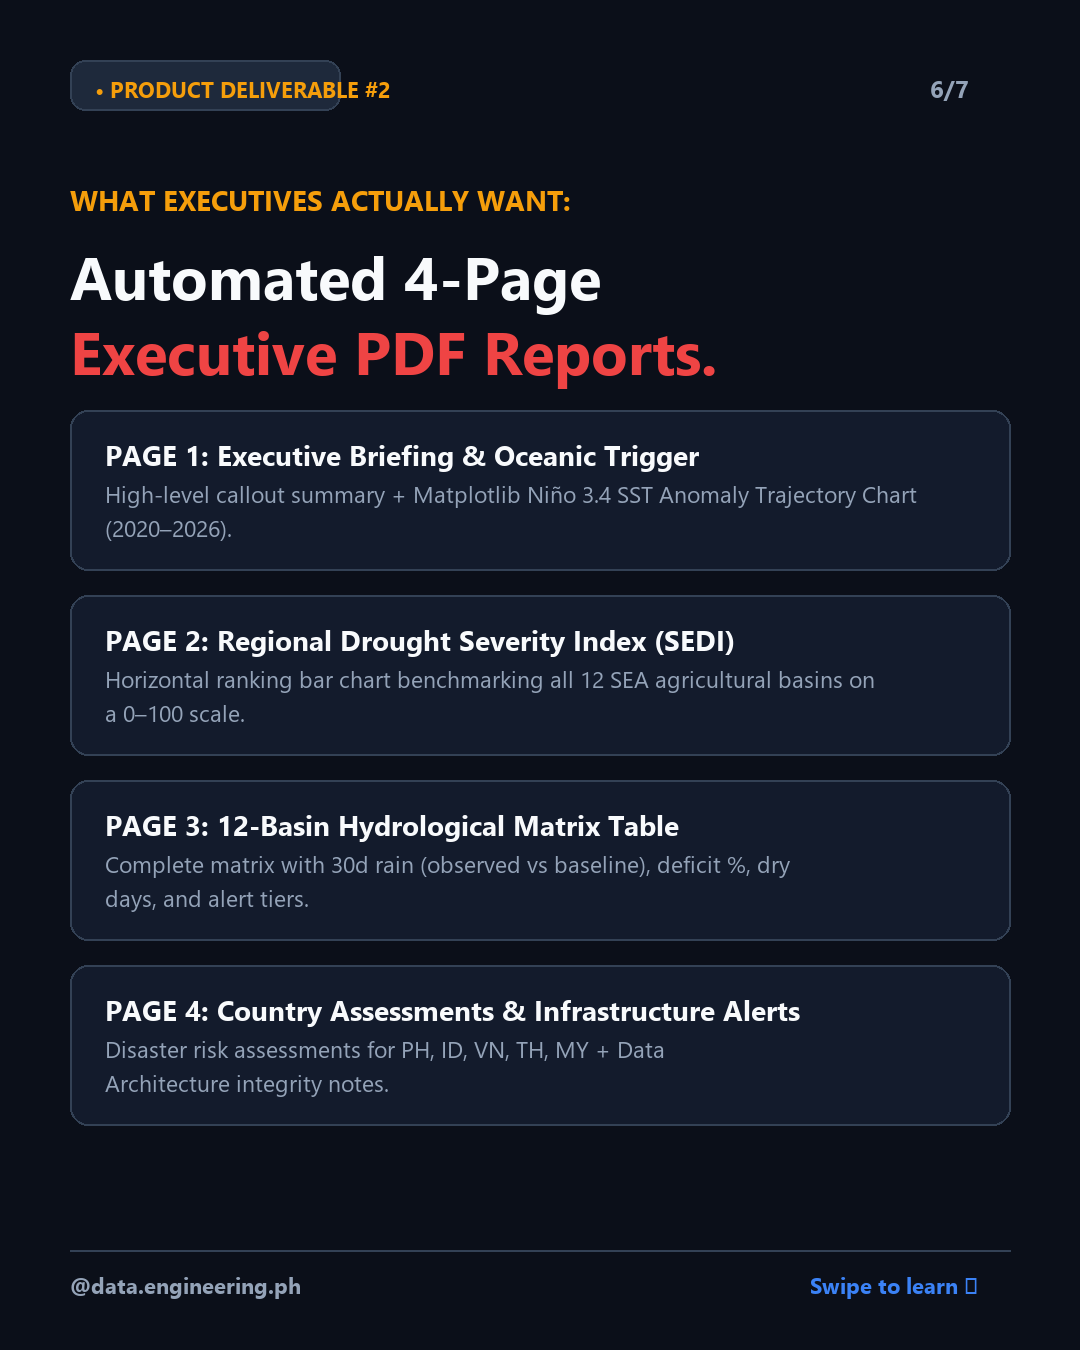 • PRODUCT DELIVERABLE #2
6/7
WHAT EXECUTIVES ACTUALLY WANT:
Automated 4-Page
Executive PDF Reports.
PAGE 1: Executive Briefing & Oceanic Trigger
High-level callout summary + Matplotlib Niño 3.4 SST Anomaly Trajectory Chart
(2020–2026).
PAGE 2: Regional Drought Severity Index (SEDI)
Horizontal ranking bar chart benchmarking all 12 SEA agricultural basins on
a 0–100 scale.
PAGE 3: 12-Basin Hydrological Matrix Table
Complete matrix with 30d rain (observed vs baseline), deficit %, dry
days, and alert tiers.
PAGE 4: Country Assessments & Infrastructure Alerts
Disaster risk assessments for PH, ID, VN, TH, MY + Data
Architecture integrity notes.
@data.engineering.ph
Swipe to learn